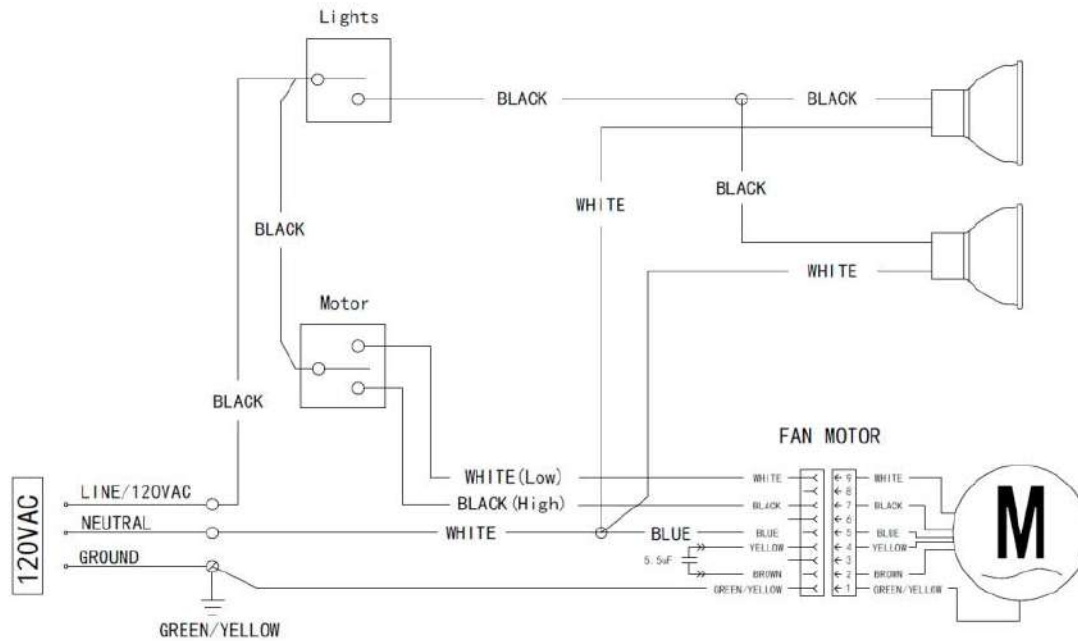 Lights
BLACK
BLACK
BLACK
WHITE
BLACK
WHITE
Motor
BLACK
FAN MOTOR
WHITE(Low)
WHITE
9
WHITE
8
LINE/120VAC
BLACK(High)
BLACK
7
BLACK
6
NEUTRAL
WHITE
BLUE
BLUE
5
BLUE
YELLOW
4
YELLOW
120VAC
GROUND
5.5uF
3
BROWN
2
BROWN
GREEN/YELLOW
1
GREEN/YELLOW
M
GREEN/YELLOW